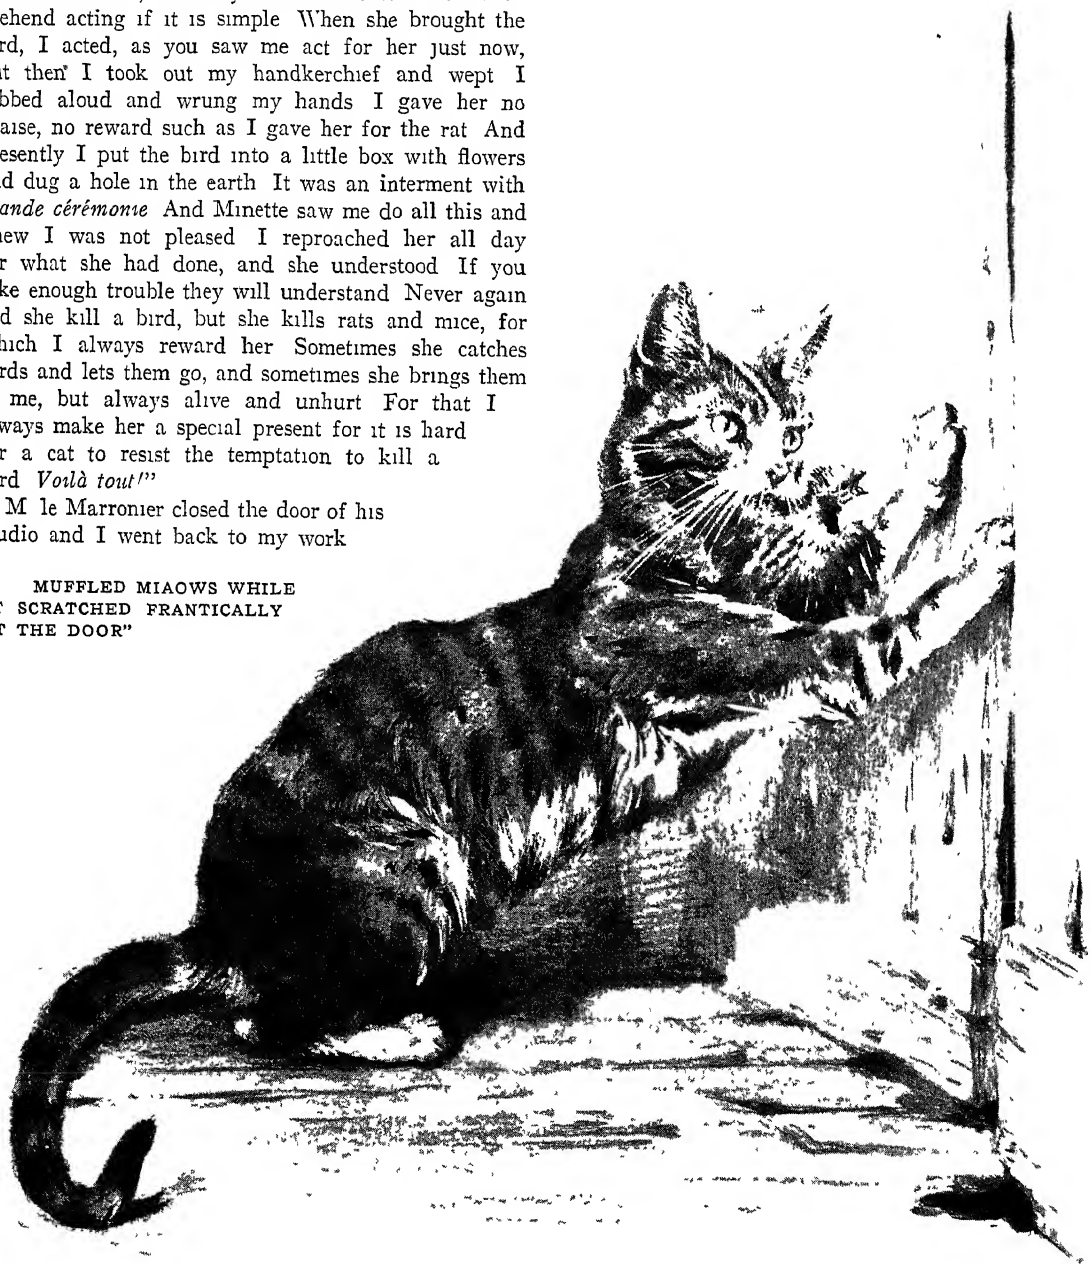 ehend acting if it is simple When she brought the
rd, I acted, as you saw me act for her just now,
t then I took out my handkerchief and wept I
bbed aloud and wrung my hands I gave her no
aise, no reward such as I gave her for the rat And
esently I put the bird into a little box with flowers
d dug a hole in the earth It was an interment with
ande cérémonie And Minette saw me do all this and
ew I was not pleased I reproached her all day
r what she had done, and she understood If you
ke enough trouble they will understand Never again
d she kill a bird, but she kills rats and mice, for
hich I always reward her Sometimes she catches
rds and lets them go, and sometimes she brings them
me, but always alive and unhurt For that I
ways make her a special present for it is hard
r a cat to resist the temptation to kill a
rd Voilà tout!"
M le Marronier closed the door of his
udio and I went back to my work
MUFFLED MIAOWS WHILE
T SCRATCHED FRANTICALLY
T THE DOOR"